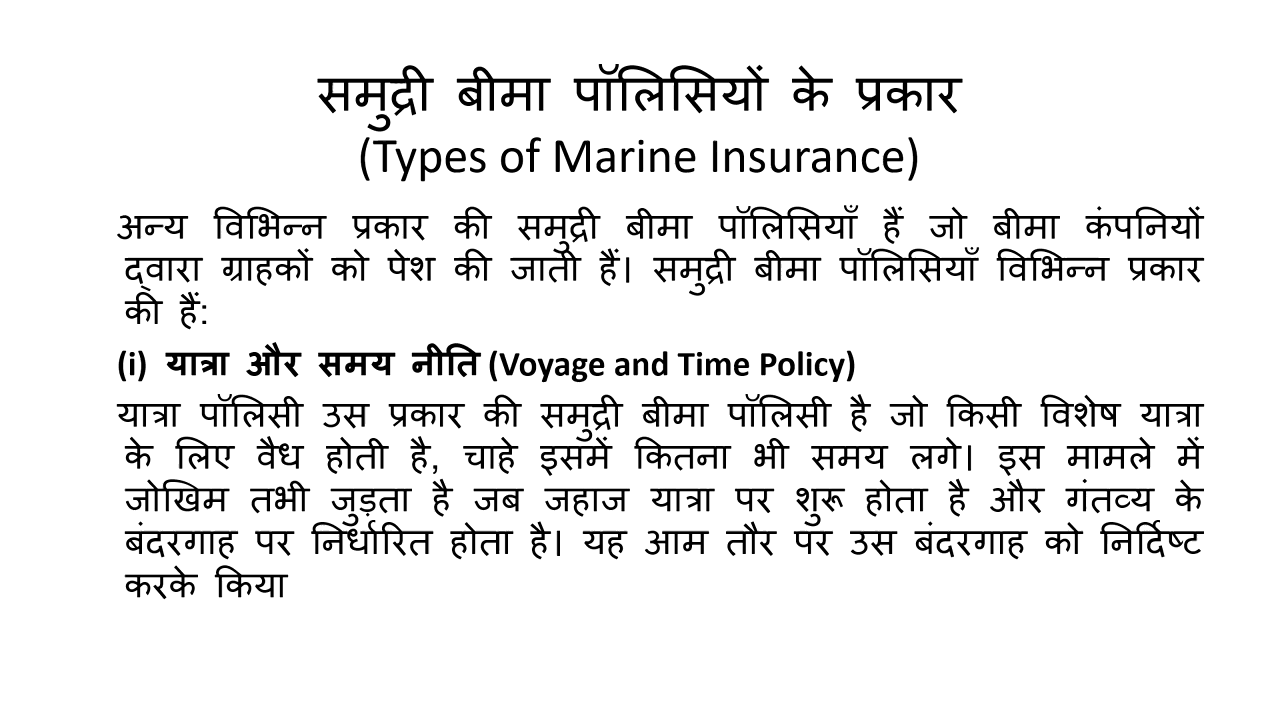 समुद्री बीमा पॉलिसियों के प्रकार
(Types of Marine Insurance)
अन्य विभिन्न प्रकार की समुद्री बीमा पॉलिसियाँ हैं जो बीमा कंपनियों
द्वारा ग्राहकों को पेश की जाती हैं। समुद्री बीमा पॉलिसियाँ विभिन्न प्रकार
की हैं:
(i) यात्रा और समय नीति (Voyage and Time Policy)
यात्रा पॉलिसी उस प्रकार की समुद्री बीमा पॉलिसी है जो किसी विशेष यात्रा
के लिए वैध होती है, चाहे इसमें कितना भी समय लगे। इस मामले में
जोखिम तभी जुड़ता है जब जहाज यात्रा पर शुरू होता है और गंतव्य के
बंदरगाह पर निर्धारित होता है। यह आम तौर पर उस बंदरगाह को निर्दिष्ट
करके किया